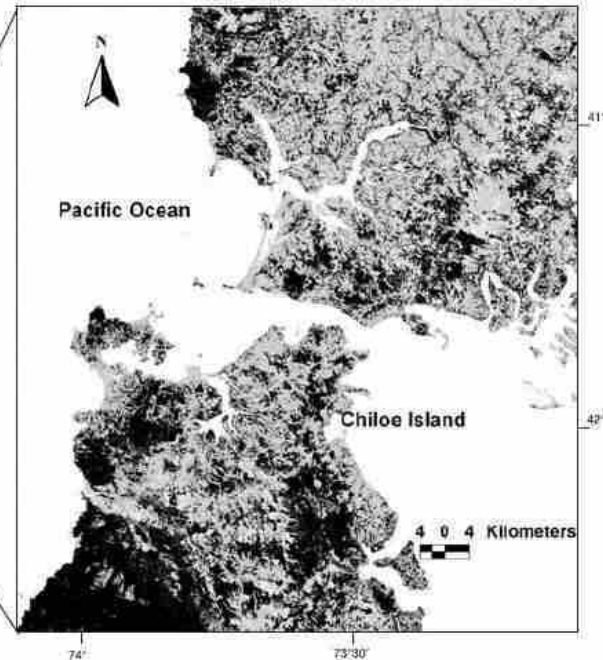 N
41°
Pacific Ocean
Chiloe Island
42°
4 0 4 Kilometers
74°
73°30'